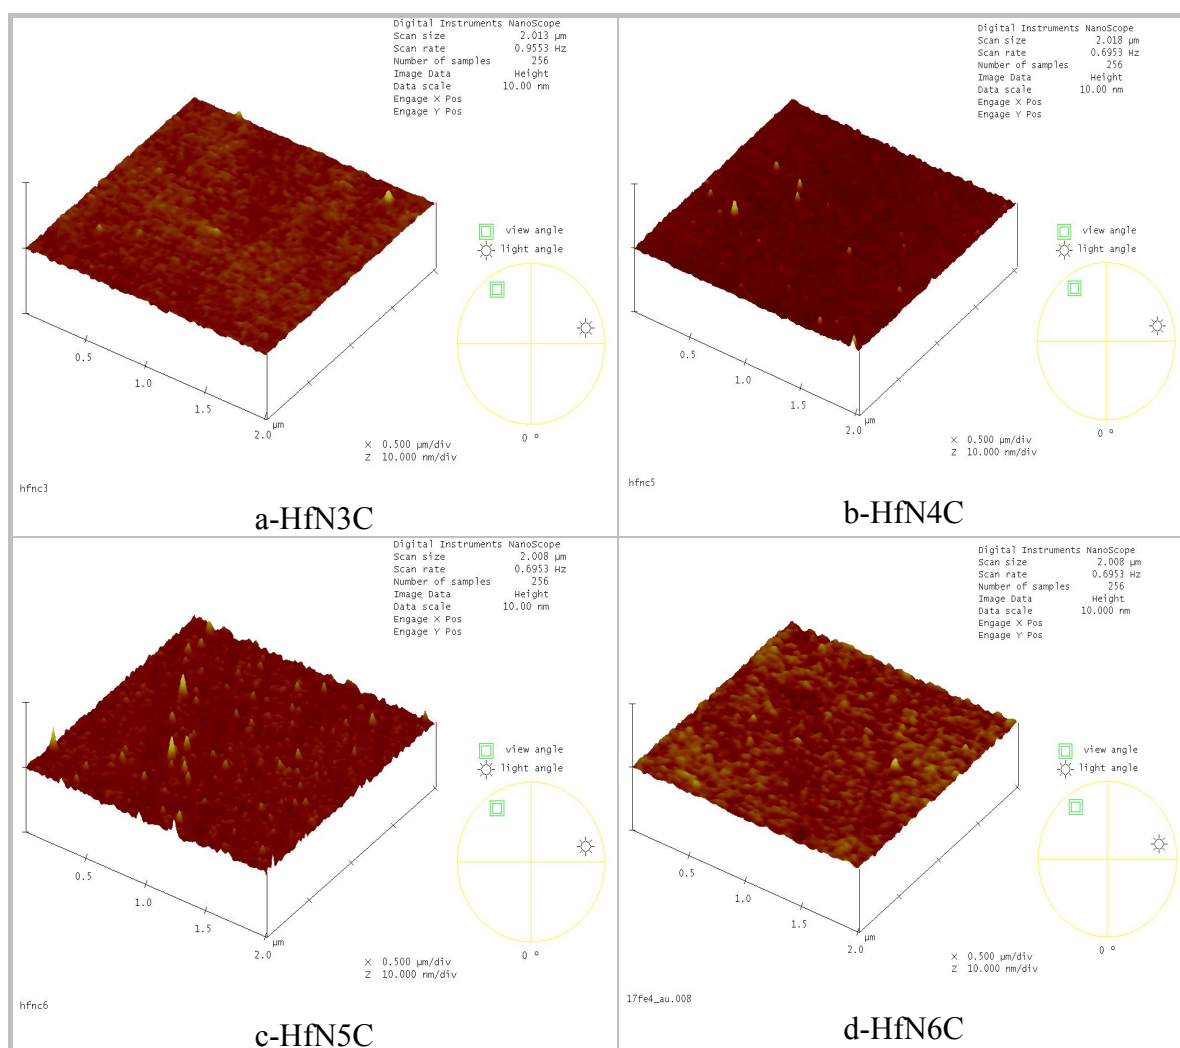 Digital Instruments NanoScope
Scan size 2.013 µm
Scan rate 0.9553 Hz
Number of samples 256
Image Data Height
Data scale 10.00 nm
Engage X Pos
Engage Y Pos
view angle
light angle
0.5
1.0
1.5
2.0
µm
0 º
X 0.500 µm/div
Z 10.000 nm/div
hfnc3
a-HfN3C
Digital Instruments NanoScope
Scan size 2.018 µm
Scan rate 0.6953 Hz
Number of samples 256
Image Data Height
Data scale 10.00 nm
Engage X Pos
Engage Y Pos
view angle
light angle
0.5
1.0
1.5
2.0
µm
0 º
X 0.500 µm/div
Z 10.000 nm/div
hfnc5
b-HfN4C
Digital Instruments NanoScope
Scan size 2.008 µm
Scan rate 0.6953 Hz
Number of samples 256
Image Data Height
Data scale 10.00 nm
Engage X Pos
Engage Y Pos
view angle
light angle
0.5
1.0
1.5
2.0
µm
0 º
X 0.500 µm/div
Z 10.000 nm/div
hfnc6
c-HfN5C
Digital Instruments NanoScope
Scan size 2.008 µm
Scan rate 0.6953 Hz
Number of samples 256
Image Data Height
Data scale 10.000 nm
Engage X Pos
Engage Y Pos
view angle
light angle
0.5
1.0
1.5
2.0
µm
0 º
X 0.500 µm/div
Z 10.000 nm/div
17fe4_au.008
d-HfN6C